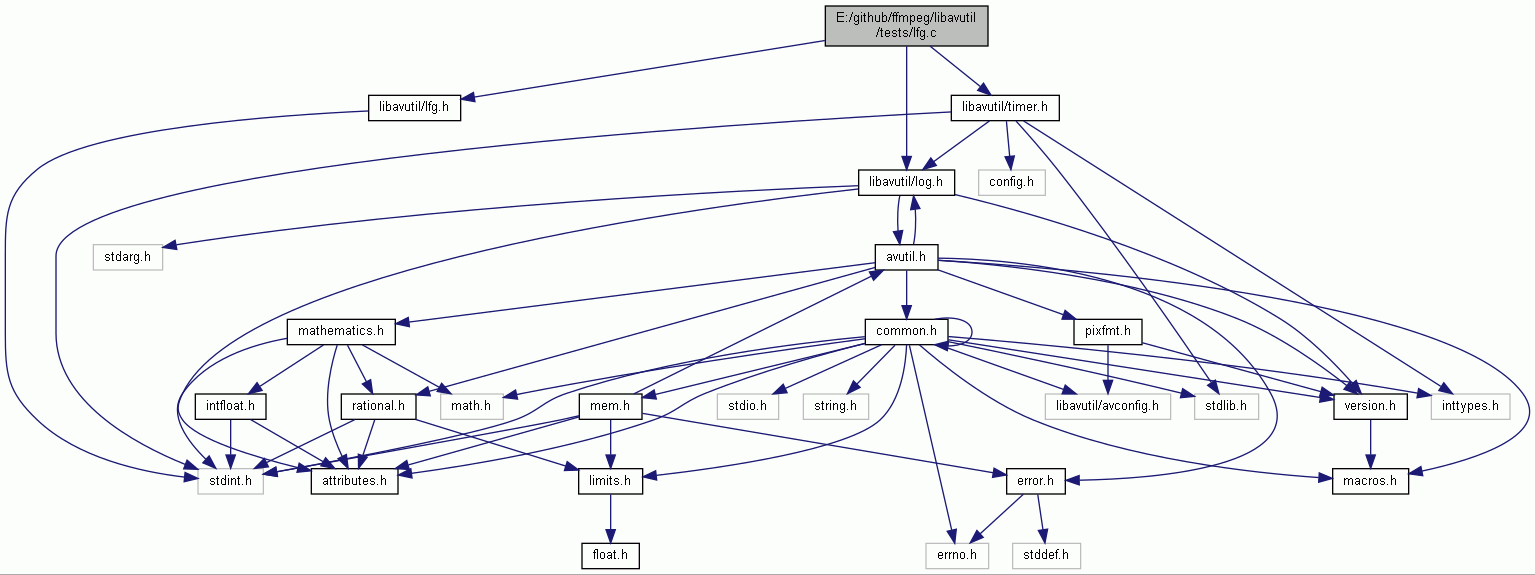 E:/github/ffmpeg/libavutil
/tests/lfg.c
libavutil/lfg.h
libavutil/timer.h
libavutil/log.h
config.h
stdarg.h
avutil.h
mathematics.h
common.h
pixfmt.h
intfloat.h
rational.h
math.h
mem.h
stdio.h
string.h
libavutil/avconfig.h
stdlib.h
version.h
inttypes.h
stdint.h
attributes.h
limits.h
error.h
macros.h
float.h
errno.h
stddef.h